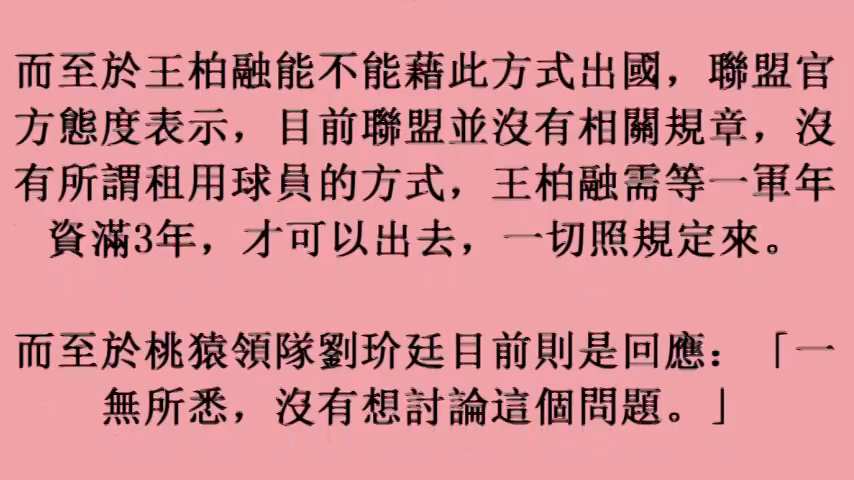 而至於王柏融能不能藉此方式出國，聯盟官
方態度表示，目前聯盟並沒有相關規章，沒
有所謂租用球員的方式，王柏融需等一軍年
資滿3年，才可以出去，一切照規定來。
而至於桃猿領隊劉玠廷目前則是回應：「一
無所悉，沒有想討論這個問題。」